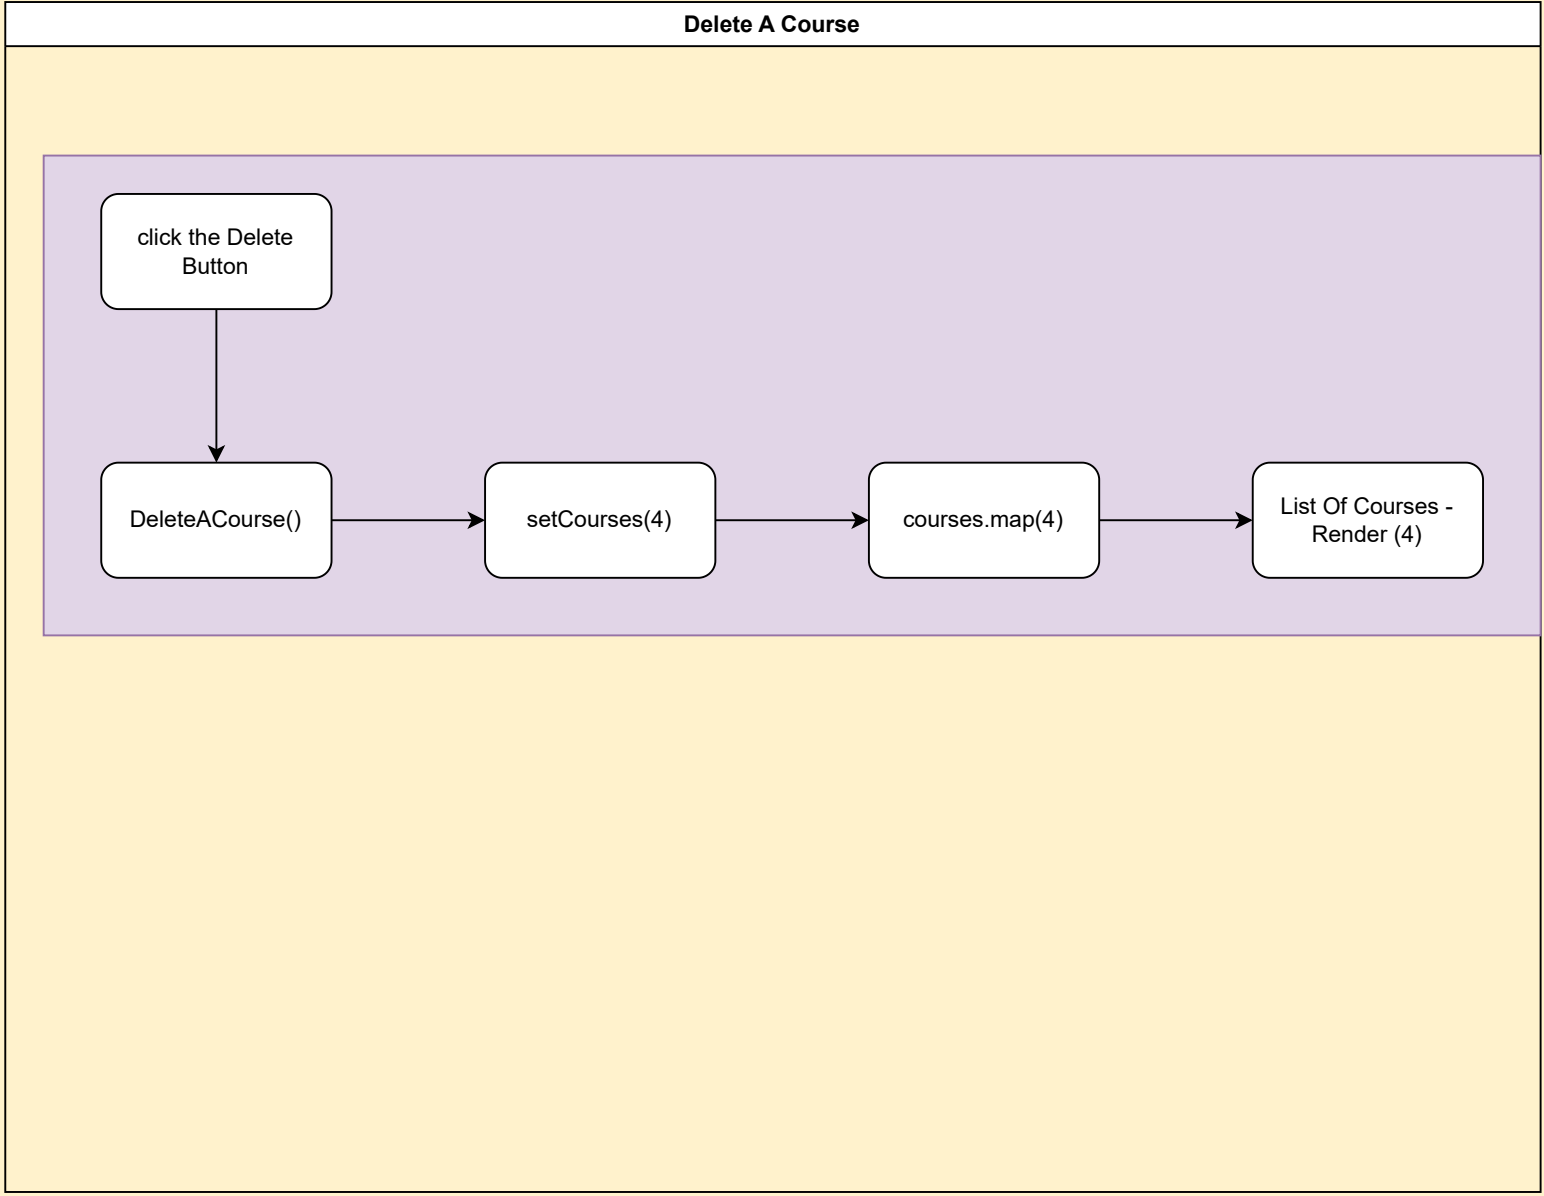 Delete A Course
click the Delete
Button
DeleteACourse()
setCourses(4)
courses.map(4)
List Of Courses -
Render (4)